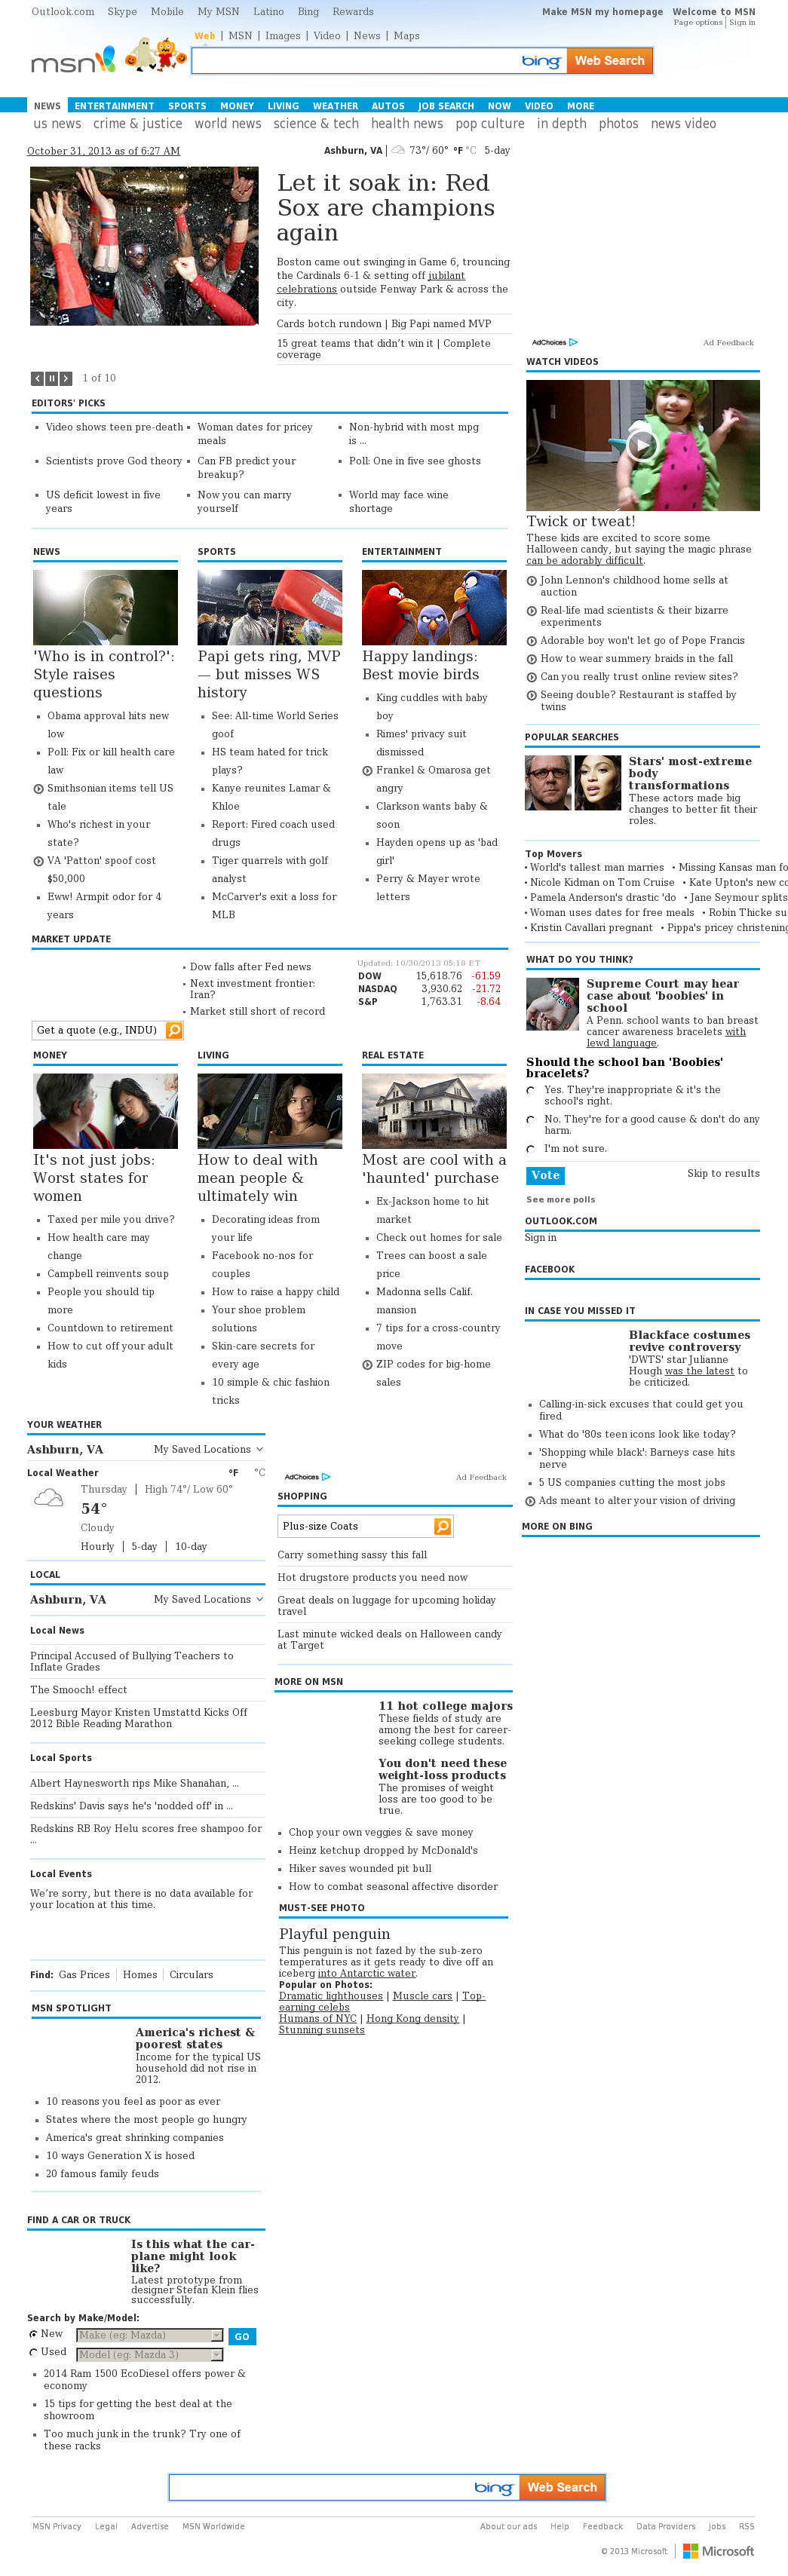 Outlook.com Skype Mobile My MSN Latino Bing Rewards
Make MSN my homepage Welcome to MSN
Page options | Sign in
Web | MSN | Images | Video | News | Maps
msn
bing Web Search
NEWS ENTERTAINMENT SPORTS MONEY LIVING WEATHER AUTOS JOB SEARCH NOW VIDEO MORE
us news crime & justice world news science & tech health news pop culture in depth photos news video
October 31, 2013 as of 6:27 AM
Ashburn, VA | 73°/ 60° °F °C 5-day
Let it soak in: Red
Sox are champions
again
Boston came out swinging in Game 6, trouncing
the Cardinals 6-1 & setting off jubilant
celebrations outside Fenway Park & across the
city.
Cards botch rundown | Big Papi named MVP
15 great teams that didn’t win it | Complete
coverage
1 of 10
EDITORS' PICKS
Video shows teen pre-death
Woman dates for pricey
meals
Non-hybrid with most mpg
is ...
Scientists prove God theory
Can FB predict your
breakup?
Poll: One in five see ghosts
US deficit lowest in five
years
Now you can marry
yourself
World may face wine
shortage
NEWS
'Who is in control?':
Style raises
questions
Obama approval hits new
low
Poll: Fix or kill health care
law
Smithsonian items tell US
tale
Who's richest in your
state?
VA 'Patton' spoof cost
$50,000
Eww! Armpit odor for 4
years
SPORTS
Papi gets ring, MVP
— but misses WS
history
See: All-time World Series
goof
HS team hated for trick
plays?
Kanye reunites Lamar &
Khloe
Report: Fired coach used
drugs
Tiger quarrels with golf
analyst
McCarver's exit a loss for
MLB
ENTERTAINMENT
Happy landings:
Best movie birds
King cuddles with baby
boy
Rimes' privacy suit
dismissed
Frankel & Omarosa get
angry
Clarkson wants baby &
soon
Hayden opens up as 'bad
girl'
Perry & Mayer wrote
letters
MARKET UPDATE
Get a quote (e.g., INDU)
Dow falls after Fed news
Next investment frontier:
Iran?
Market still short of record
Updated: 10/30/2013 05:18 ET
DOW 15,618.76 -61.59
NASDAQ 3,930.62 -21.72
S&P 1,763.31 -8.64
MONEY
It's not just jobs:
Worst states for
women
Taxed per mile you drive?
How health care may
change
Campbell reinvents soup
People you should tip
more
Countdown to retirement
How to cut off your adult
kids
LIVING
How to deal with
mean people &
ultimately win
Decorating ideas from
your life
Facebook no-nos for
couples
How to raise a happy child
Your shoe problem
solutions
Skin-care secrets for
every age
10 simple & chic fashion
tricks
REAL ESTATE
Most are cool with a
'haunted' purchase
Ex-Jackson home to hit
market
Check out homes for sale
Trees can boost a sale
price
Madonna sells Calif.
mansion
7 tips for a cross-country
move
ZIP codes for big-home
sales
YOUR WEATHER
Ashburn, VA My Saved Locations
Local Weather °F °C
Thursday | High 74°/ Low 60°
54°
Cloudy
Hourly | 5-day | 10-day
LOCAL
Ashburn, VA My Saved Locations
Local News
Principal Accused of Bullying Teachers to
Inflate Grades
The Smooch! effect
Leesburg Mayor Kristen Umstattd Kicks Off
2012 Bible Reading Marathon
Local Sports
Albert Haynesworth rips Mike Shanahan, ...
Redskins' Davis says he's 'nodded off' in ...
Redskins RB Roy Helu scores free shampoo for
...
Local Events
We’re sorry, but there is no data available for
your location at this time.
Find: Gas Prices Homes Circulars
MSN SPOTLIGHT
America's richest &
poorest states
Income for the typical US
household did not rise in
2012.
10 reasons you feel as poor as ever
States where the most people go hungry
America's great shrinking companies
10 ways Generation X is hosed
20 famous family feuds
FIND A CAR OR TRUCK
Is this what the car-
plane might look
like?
Latest prototype from
designer Stefan Klein flies
successfully.
Search by Make/Model:
New Make (eg: Mazda) GO
Used Model (eg: Mazda 3)
2014 Ram 1500 EcoDiesel offers power &
economy
15 tips for getting the best deal at the
showroom
Too much junk in the trunk? Try one of
these racks
AdChoices Ad Feedback
SHOPPING
Plus-size Coats
Carry something sassy this fall
Hot drugstore products you need now
Great deals on luggage for upcoming holiday
travel
Last minute wicked deals on Halloween candy
at Target
MORE ON MSN
11 hot college majors
These fields of study are
among the best for career-
seeking college students.
You don't need these
weight-loss products
The promises of weight
loss are too good to be
true.
Chop your own veggies & save money
Heinz ketchup dropped by McDonald's
Hiker saves wounded pit bull
How to combat seasonal affective disorder
MUST-SEE PHOTO
Playful penguin
This penguin is not fazed by the sub-zero
temperatures as it gets ready to dive off an
iceberg into Antarctic water.
Popular on Photos:
Dramatic lighthouses | Muscle cars | Top-
earning celebs
Humans of NYC | Hong Kong density |
Stunning sunsets
AdChoices Ad Feedback
WATCH VIDEOS
Twick or tweat!
These kids are excited to score some
Halloween candy, but saying the magic phrase
can be adorably difficult.
John Lennon's childhood home sells at
auction
Real-life mad scientists & their bizarre
experiments
Adorable boy won't let go of Pope Francis
How to wear summery braids in the fall
Can you really trust online review sites?
Seeing double? Restaurant is staffed by
twins
POPULAR SEARCHES
Stars' most-extreme
body
transformations
These actors made big
changes to better fit their
roles.
Top Movers
World's tallest man marries • Missing Kansas man fo
Nicole Kidman on Tom Cruise • Kate Upton's new co
Pamela Anderson's drastic 'do • Jane Seymour splits
Woman uses dates for free meals • Robin Thicke su
Kristin Cavallari pregnant • Pippa's pricey christening
WHAT DO YOU THINK?
Supreme Court may hear
case about 'boobies' in
school
A Penn. school wants to ban breast
cancer awareness bracelets with
lewd language.
Should the school ban 'Boobies'
bracelets?
Yes. They're inappropriate & it's the
school's right.
No. They're for a good cause & don't do any
harm.
I'm not sure.
Vote Skip to results
See more polls
OUTLOOK.COM
Sign in
FACEBOOK
IN CASE YOU MISSED IT
Blackface costumes
revive controversy
'DWTS' star Julianne
Hough was the latest to
be criticized.
Calling-in-sick excuses that could get you
fired
What do '80s teen icons look like today?
'Shopping while black': Barneys case hits
nerve
5 US companies cutting the most jobs
Ads meant to alter your vision of driving
MORE ON BING
bing Web Search
MSN Privacy Legal Advertise MSN Worldwide
About our ads Help Feedback Data Providers Jobs RSS
© 2013 Microsoft | Microsoft